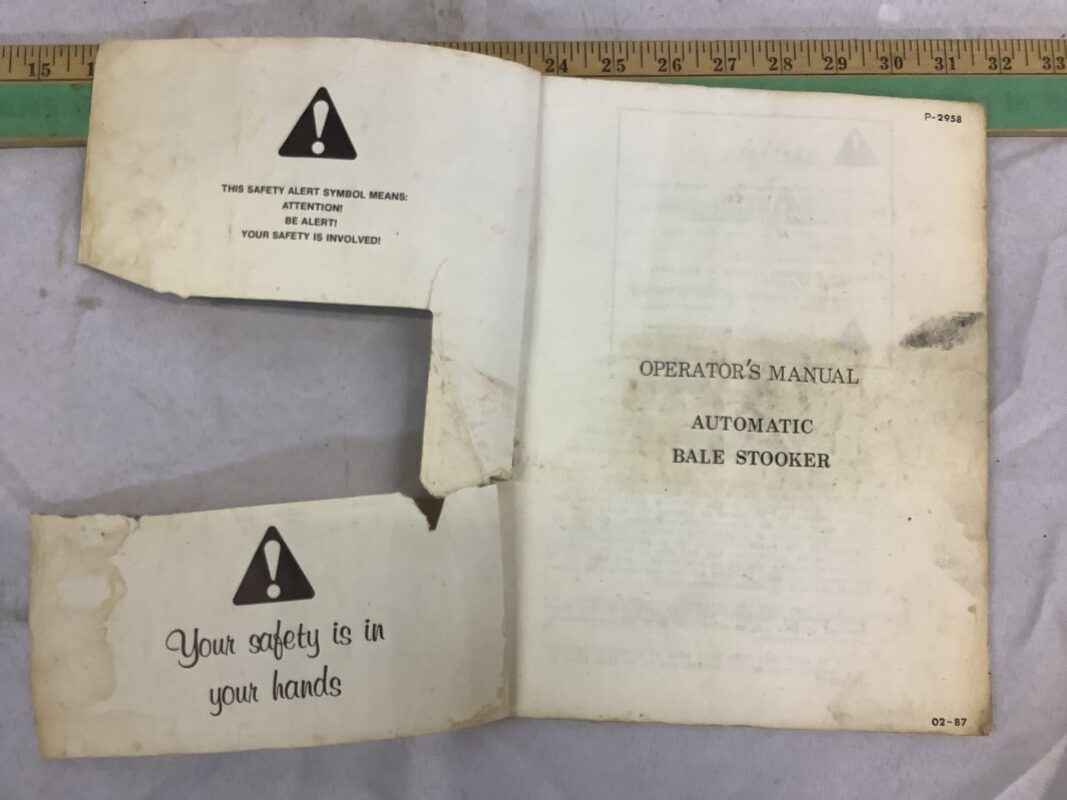 15 1 24 25 26 27 28 29 30 31 32 33
THIS SAFETY ALERT SYMBOL MEANS:
ATTENTION!
BE ALERT!
YOUR SAFETY IS INVOLVED!
Your safety is in
your hands
P-2958
OPERATOR'S MANUAL
AUTOMATIC
BALE STOOKER
02-87